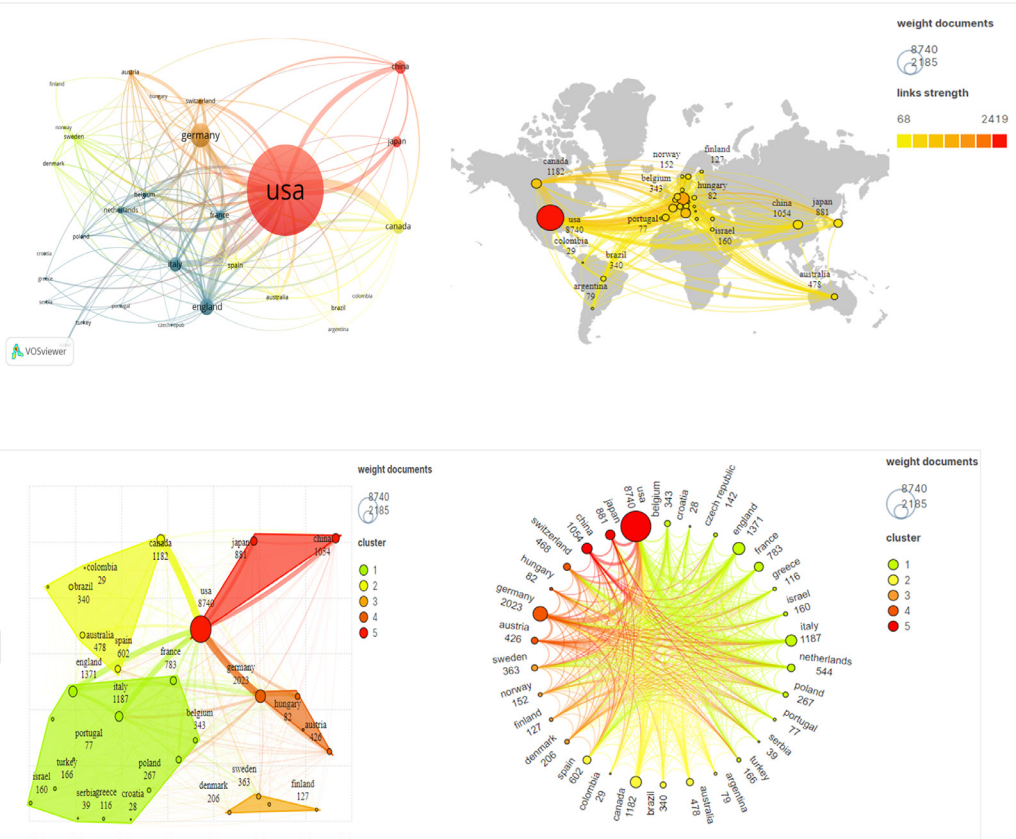 austria
china
finland
hungary
switzerland
norway
sweden
germany
japan
denmark
usa
belgium
netherlands
france
canada
poland
croatia
italy
spain
greece
serbia
portugal
england
australia
colombia
brazil
turkey
czech repub
argentina
VOSviewer
weight documents
8740
2185
links strength
68 2419
canada
1182
norway
152
finland
127
belgium
343
hungary
82
usa
8740
portugal
77
china
1054
japan
881
colombia
29
israel
160
brazil
340
argentina
79
australia
478
weight documents
8740
2185
cluster
1
2
3
4
5
canada
1182
japan
881
china
1054
colombia
29
brazil
340
usa
8740
australia
478
spain
602
england
1371
france
783
germany
2023
italy
1187
hungary
82
belgium
343
austria
426
portugal
77
turkey
166
poland
267
israel
160
sweden
363
finland
127
denmark
206
serbia
39
greece
116
croatia
28
weight documents
8740
2185
cluster
1
2
3
4
5
usa
8740
belgium
343
croatia
28
czech republic
142
england
1371
france
783
greece
116
israel
160
italy
1187
netherlands
544
poland
267
portugal
77
serbia
39
turkey
166
argentina
79
australia
478
brazil
340
canada
1182
colombia
29
spain
602
denmark
206
finland
127
norway
152
sweden
363
austria
426
germany
2023
hungary
82
switzerland
468
china
1054
japan
881